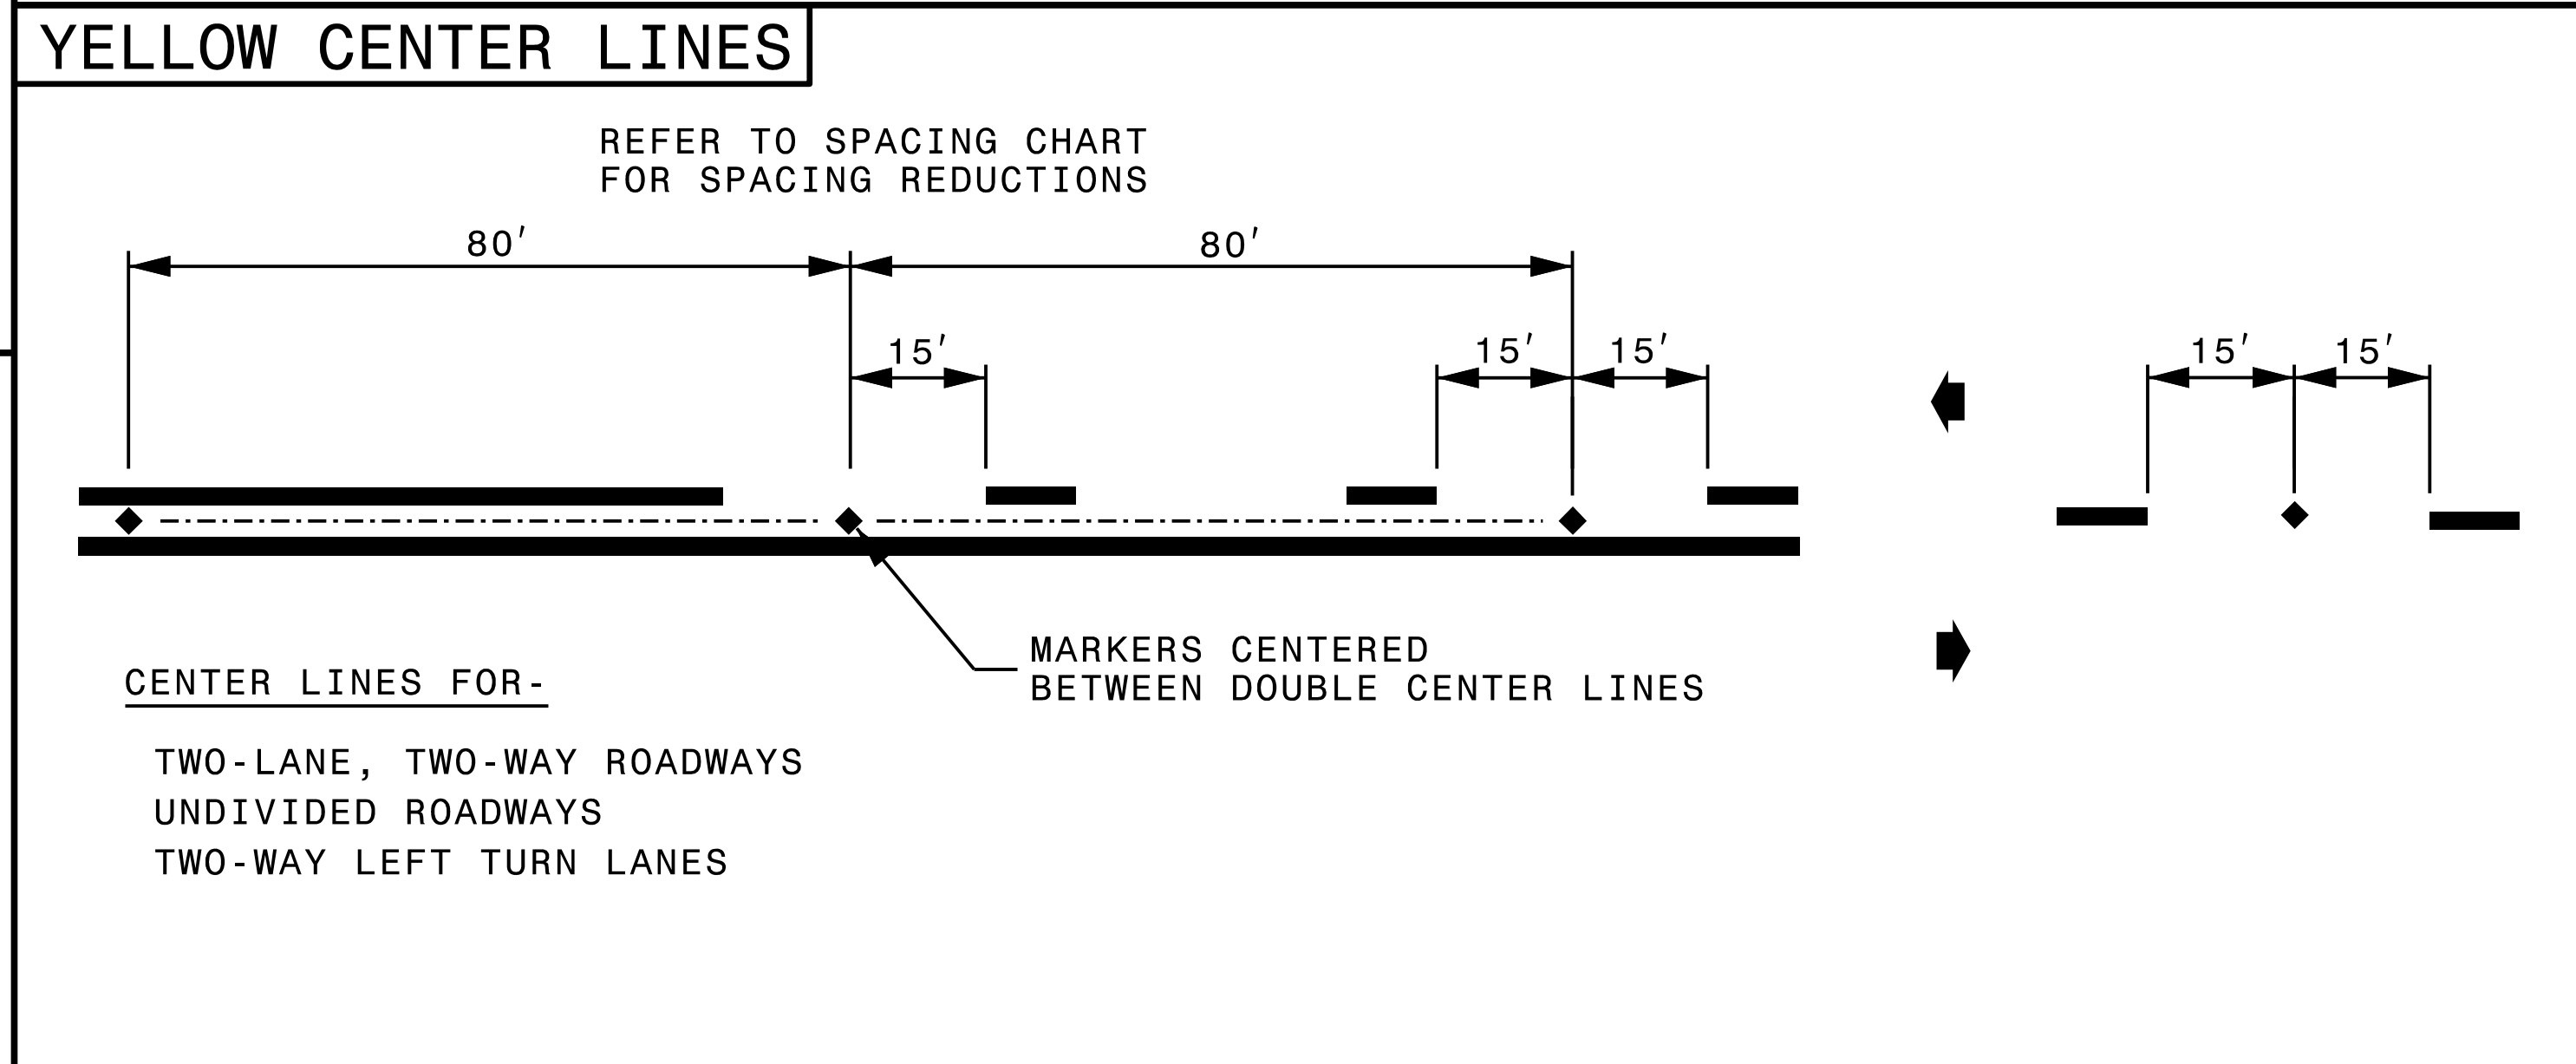 YELLOW CENTER LINES
REFER TO SPACING CHART
FOR SPACING REDUCTIONS
80'
80'
15'
15'
15'
15'
15'
MARKERS CENTERED
BETWEEN DOUBLE CENTER LINES
CENTER LINES FOR-
TWO-LANE, TWO-WAY ROADWAYS
UNDIVIDED ROADWAYS
TWO-WAY LEFT TURN LANES